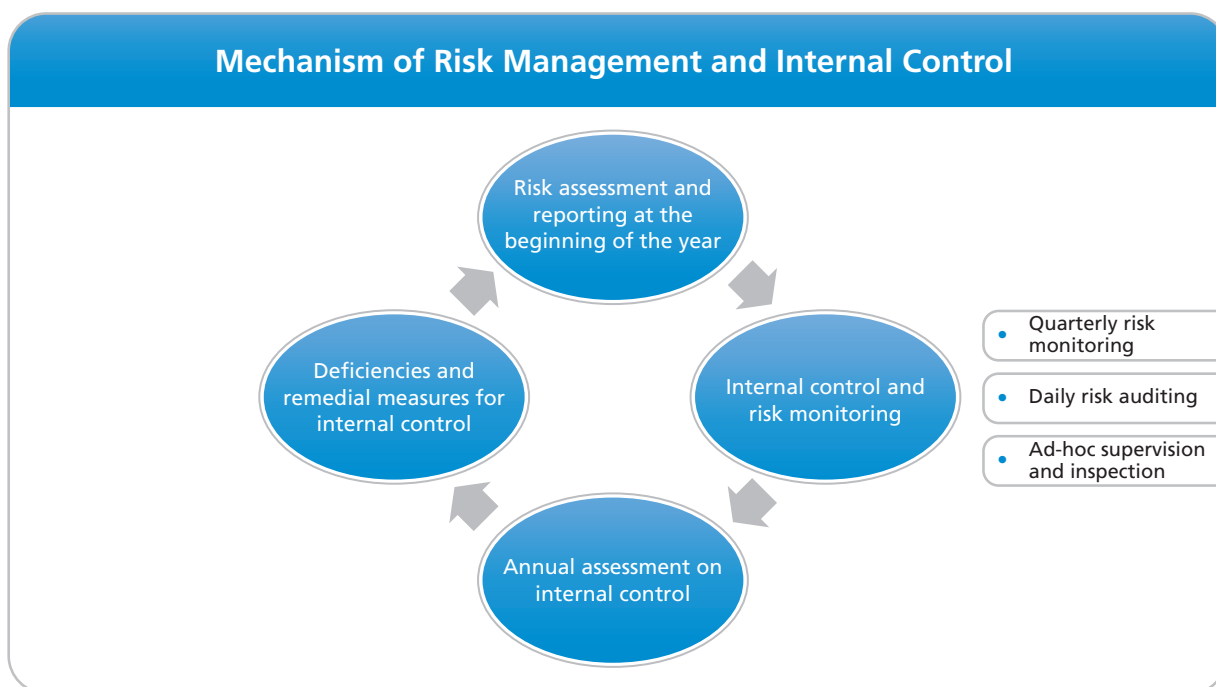 Mechanism of Risk Management and Internal Control
Risk assessment and
reporting at the
beginning of the year
Deficiencies and
remedial measures for
internal control
Internal control and
risk monitoring
• Quarterly risk
monitoring
• Daily risk auditing
• Ad-hoc supervision
and inspection
Annual assessment on
internal control